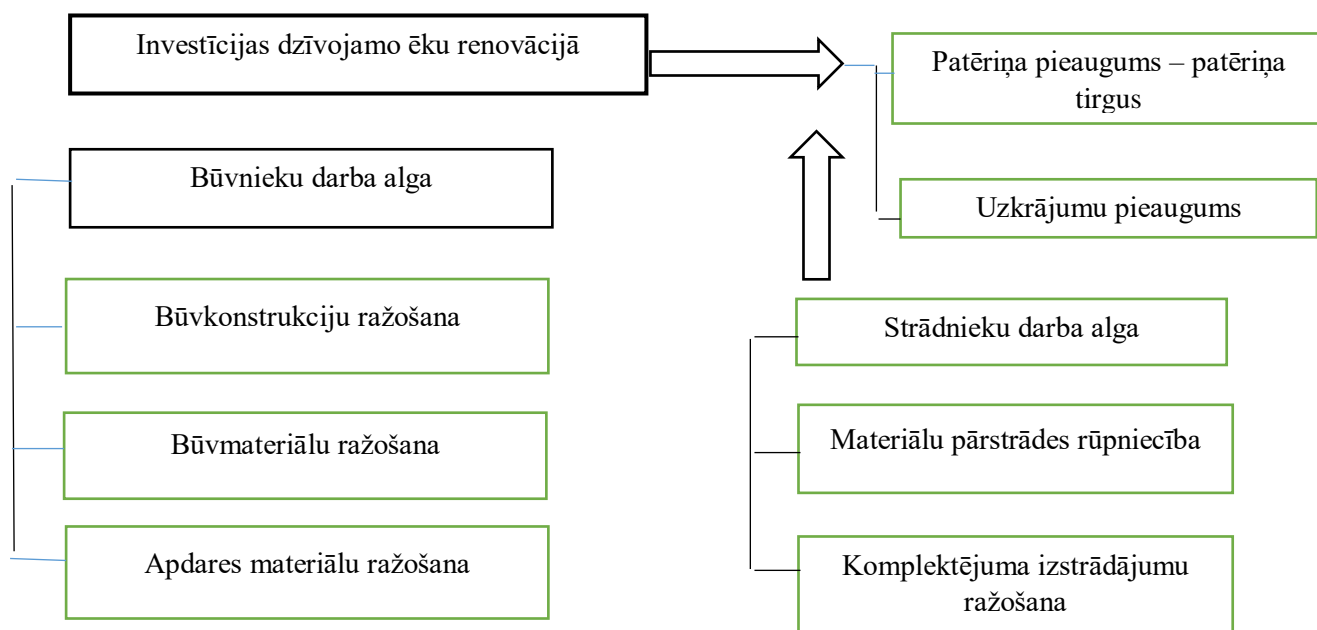 Investīcijas dzīvojamo ēku renovācijā
Patēriņa pieaugums – patēriņa
tirgus
Būvnieku darba alga
Uzkrājumu pieaugums
Būvkonstrukciju ražošana
Strādnieku darba alga
Būvmateriālu ražošana
Materiālu pārstrādes rūpniecība
Apdares materiālu ražošana
Komplektējuma izstrādājumu
ražošana